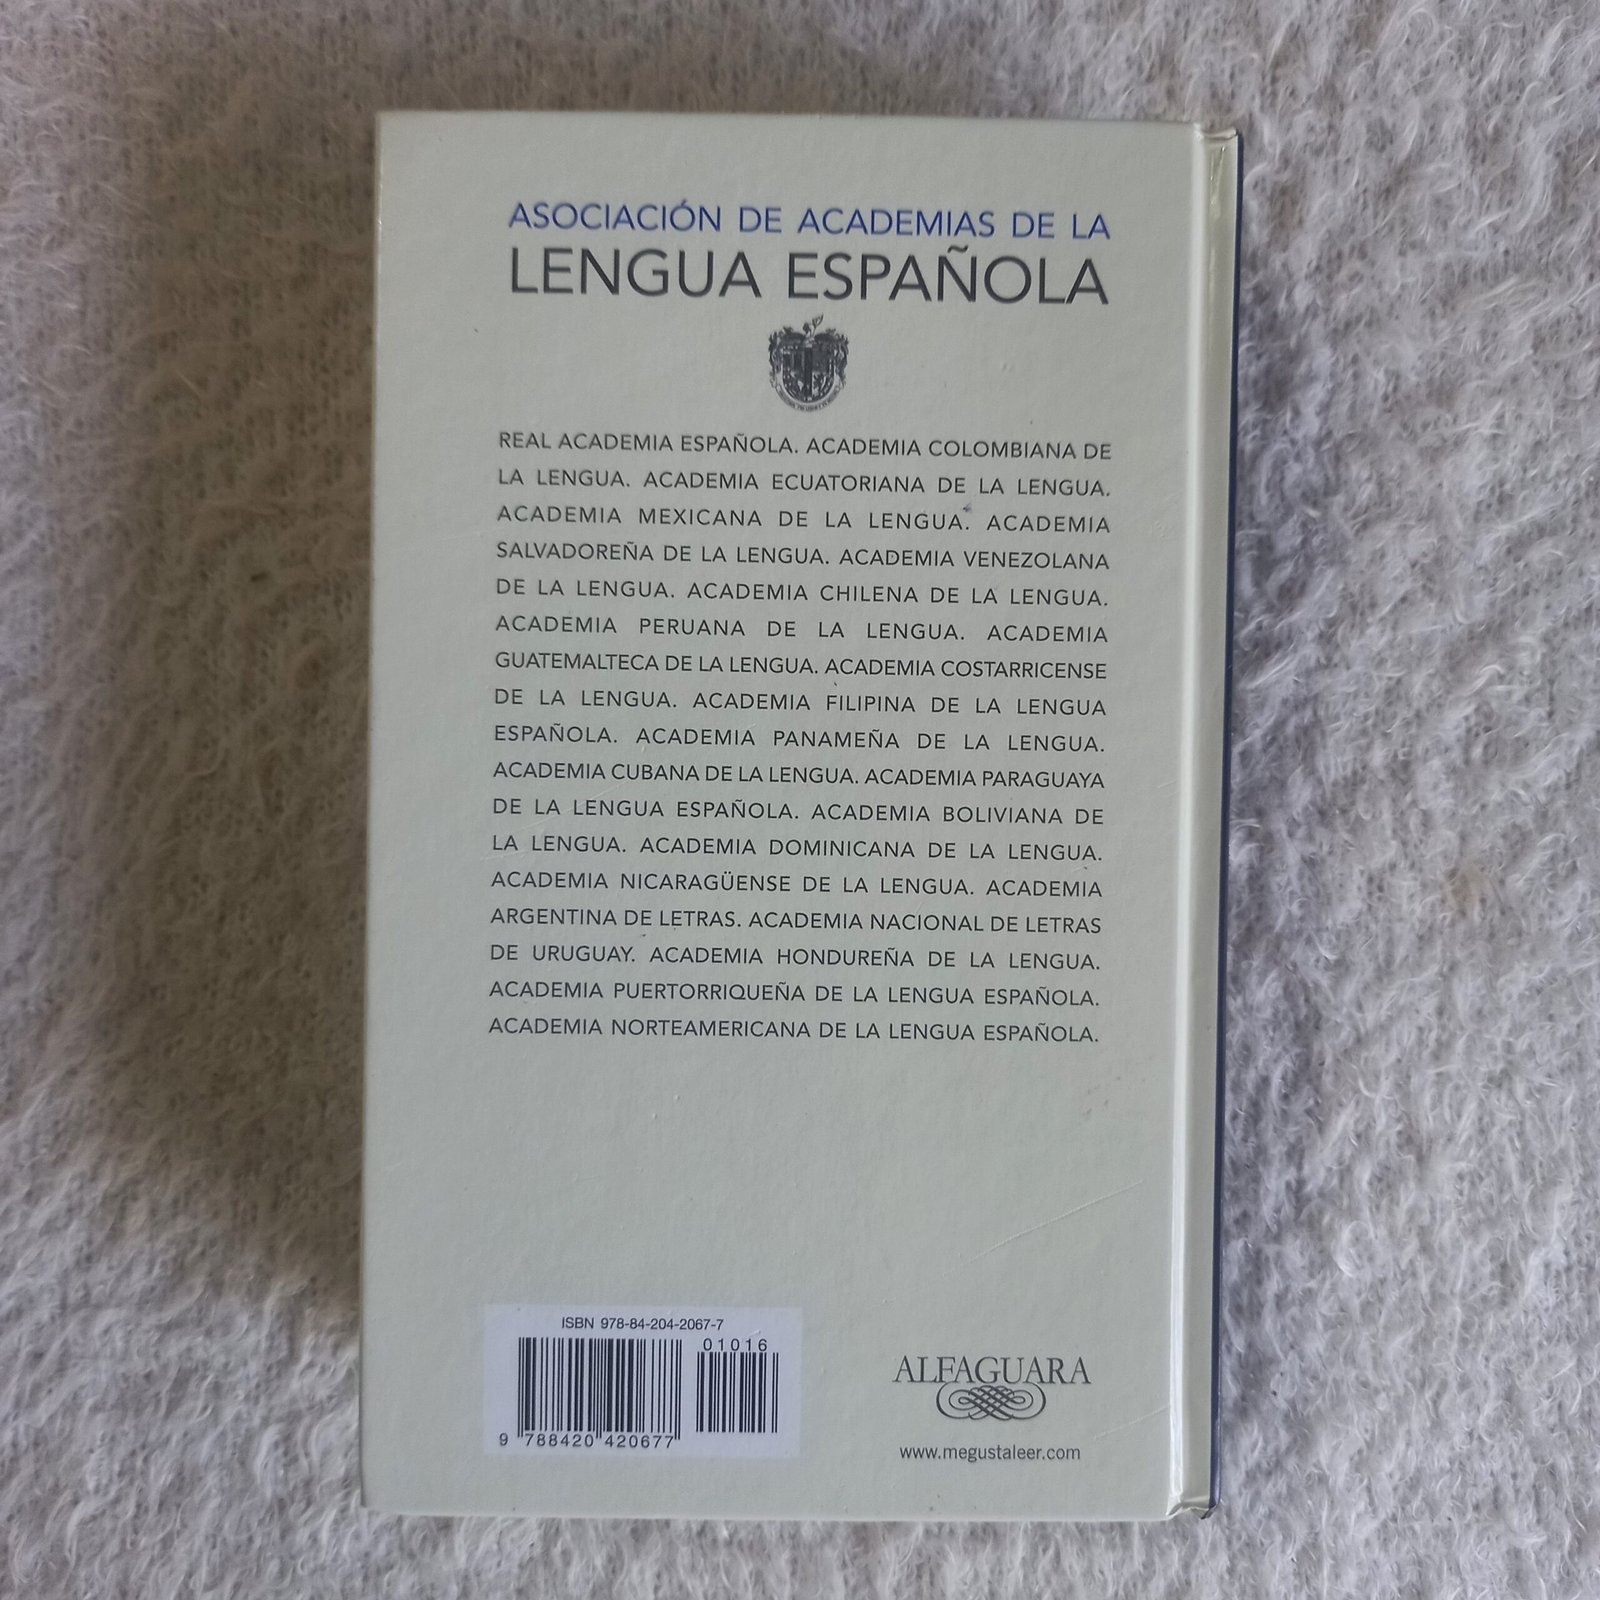 ASOCIACIÓN DE ACADEMIAS DE LA
LENGUA ESPAÑOLA
REAL ACADEMIA ESPAÑOLA. ACADEMIA COLOMBIANA DE
LA LENGUA. ACADEMIA ECUATORIANA DE LA LENGUA.
ACADEMIA MEXICANA DE LA LENGUA. ACADEMIA
SALVADOREÑA DE LA LENGUA. ACADEMIA VENEZOLANA
DE LA LENGUA. ACADEMIA CHILENA DE LA LENGUA.
ACADEMIA PERUANA DE LA LENGUA. ACADEMIA
GUATEMALTECA DE LA LENGUA. ACADEMIA COSTARRICENSE
DE LA LENGUA. ACADEMIA FILIPINA DE LA LENGUA
ESPAÑOLA. ACADEMIA PANAMEÑA DE LA LENGUA.
ACADEMIA CUBANA DE LA LENGUA. ACADEMIA PARAGUAYA
DE LA LENGUA ESPAÑOLA. ACADEMIA BOLIVIANA DE
LA LENGUA. ACADEMIA DOMINICANA DE LA LENGUA.
ACADEMIA NICARAGÜENSE DE LA LENGUA. ACADEMIA
ARGENTINA DE LETRAS. ACADEMIA NACIONAL DE LETRAS
DE URUGUAY. ACADEMIA HONDUREÑA DE LA LENGUA.
ACADEMIA PUERTORRIQUEÑA DE LA LENGUA ESPAÑOLA.
ACADEMIA NORTEAMERICANA DE LA LENGUA ESPAÑOLA.
ISBN 978-84-204-2067-7
01016
9 788420 420677
ALFAGUARA
www.megustaleer.com